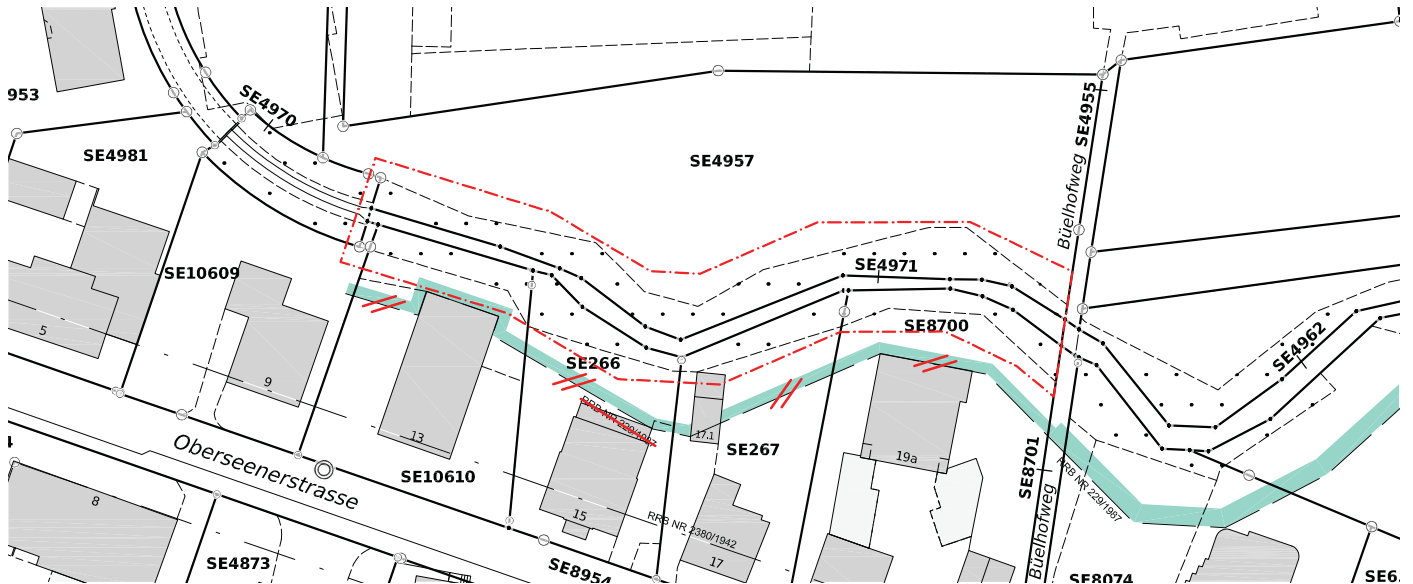 953
SE4970
SE4981
SE4957
SE4955
Büelhofweg
SE10609
SE4971
SE8700
SE4962
5
9
SE266
13
RRB NR 229/1987
17.1
19a
SE267
SE10610
SE8701
RRB NR 229/1987
Oberseenerstrasse
4
8
15
RRB NR 2380/1942
17
Büelhofweg
SE4873
SE8954
SE8074
SE6